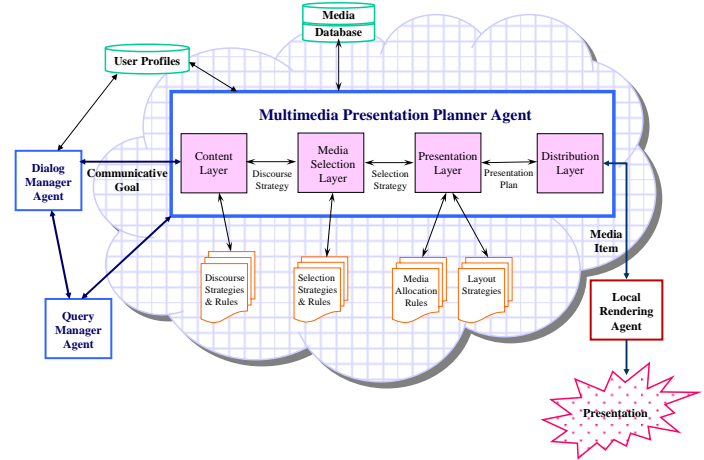 Media
Database
User Profiles
Multimedia Presentation Planner Agent
Dialog
Manager
Agent
Communicative
Goal
Content
Layer
Discourse
Strategy
Media
Selection
Layer
Selection
Strategy
Presentation
Layer
Presentation
Plan
Distribution
Layer
Media
Item
Discourse
Strategies
& Rules
Selection
Strategies
& Rules
Media
Allocation
Rules
Layout
Strategies
Query
Manager
Agent
Local
Rendering
Agent
Presentation